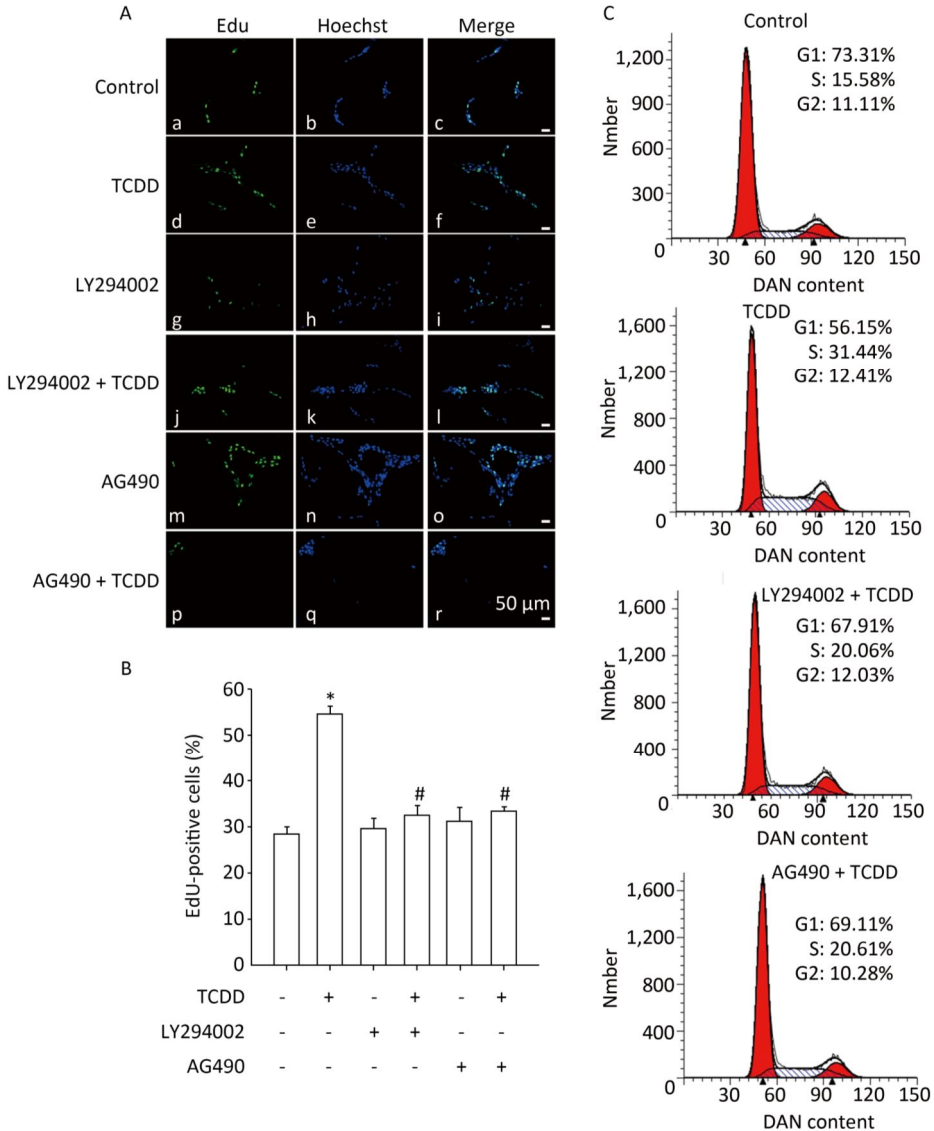 A
Edu Hoechst Merge
Control
a b c
TCDD
d e f
LY294002
g h i
LY294002 + TCDD
j k l
AG490
m n o
AG490 + TCDD
50 μm
p q r
B
EdU-positive cells (%)
60
50
40
30
20
10
0
*
#
#
TCDD - + - + - +
LY294002 - - + + - -
AG490 - - - - + +
C
Control
G1: 73.31%
S: 15.58%
G2: 11.11%
Nmber
1,200
900
600
300
0
30 60 90 120 150
DAN content
TCDD
G1: 56.15%
S: 31.44%
G2: 12.41%
Nmber
1,600
1,200
800
400
0
30 60 90 120 150
DAN content
LY294002 + TCDD
G1: 67.91%
S: 20.06%
G2: 12.03%
Nmber
1,600
1,200
800
400
0
30 60 90 120 150
DAN content
AG490 + TCDD
G1: 69.11%
S: 20.61%
G2: 10.28%
Nmber
1,600
1,200
800
400
0
30 60 90 120 150
DAN content